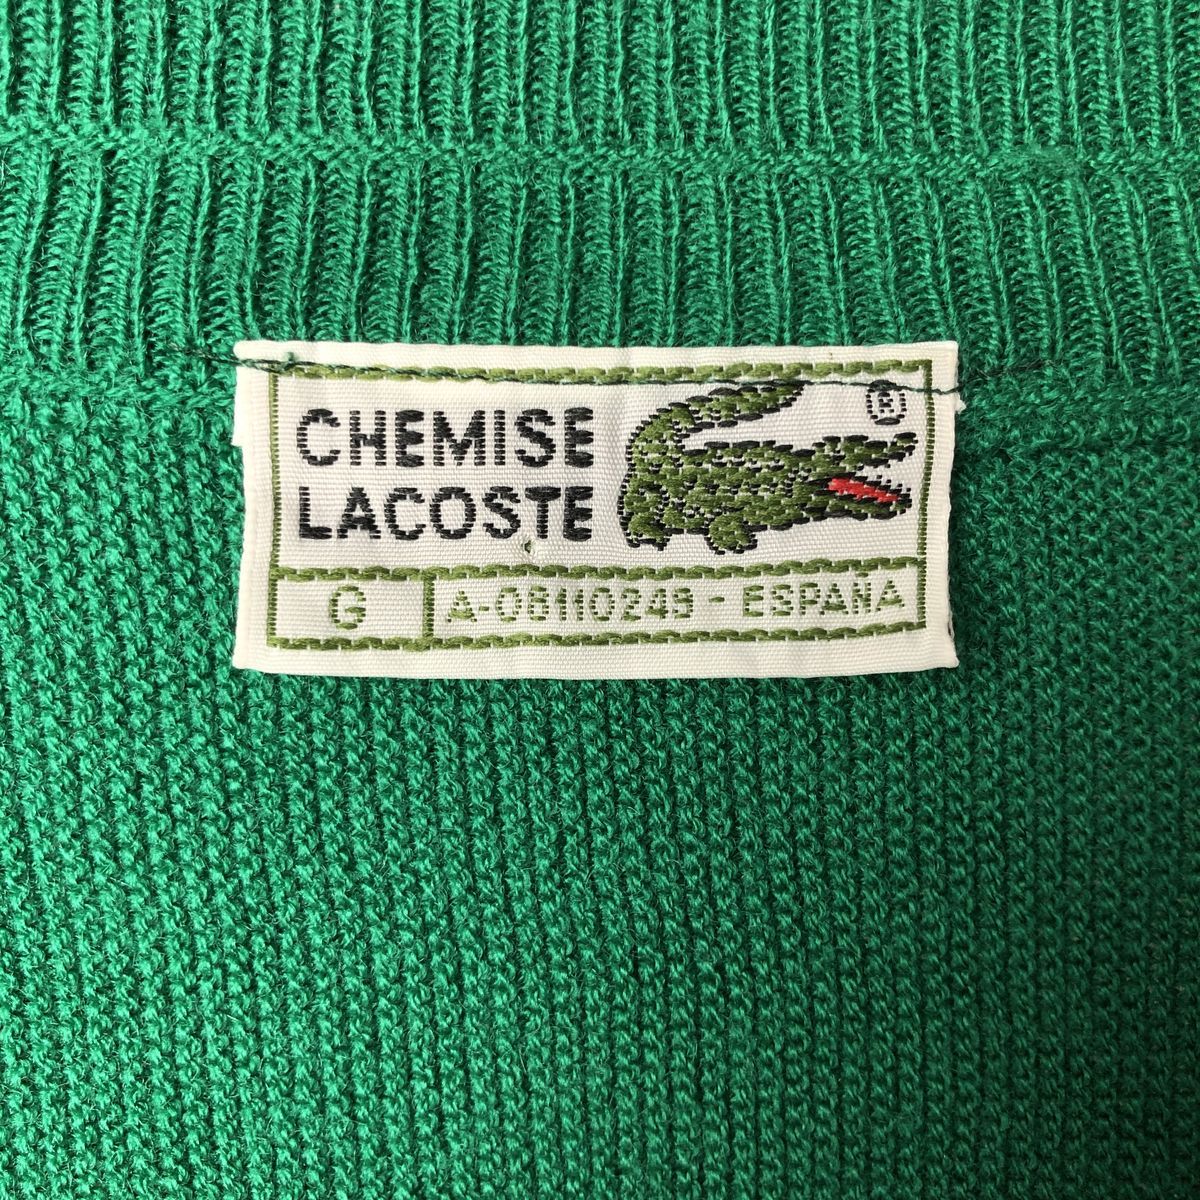 CHEMISE
LACOSTE
®
G
A-08110249 - ESPAÑA